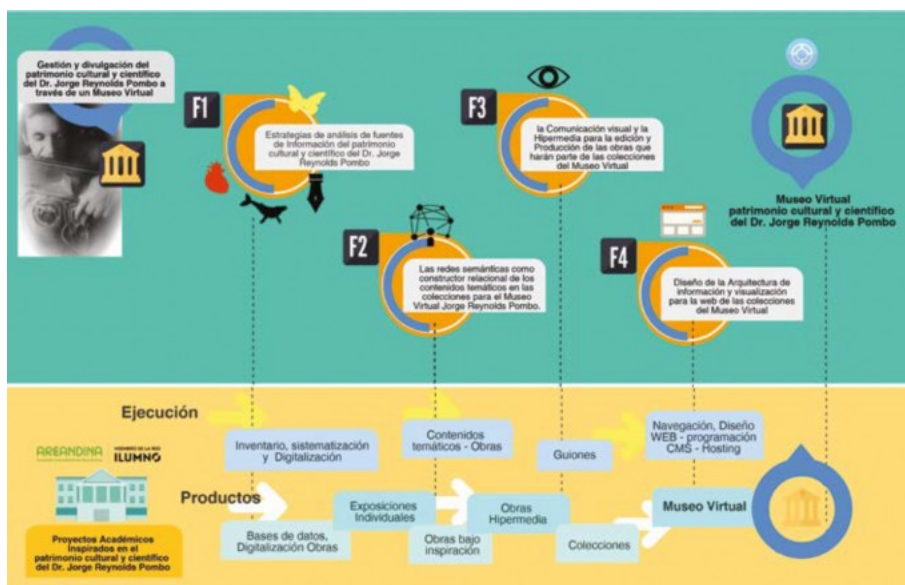 Gestión y divulgación del
patrimonio cultural y científico
del Dr. Jorge Reynolds Pombo a
través de un Museo Virtual
F1
Estrategias de análisis de fuentes
de Información del patrimonio
cultural y científico del Dr. Jorge
Reynolds Pombo
F2
Las redes semánticas como
constructor relacional de los
contenidos temáticos en las
colecciones para el Museo
Virtual Jorge Reynolds Pombo.
F3
la Comunicación visual y la
Hipermedia para la edición y
Producción de las obras que
harán parte de las colecciones
del Museo Virtual
F4
Diseño de la Arquitectura de
información y visualización
para la web de las colecciones
del Museo Virtual
Museo Virtual
patrimonio cultural y científico
del Dr. Jorge Reynolds Pombo
Ejecución
Inventario, sistematización
y Digitalización
Contenidos
temáticos - Obras
Guiones
Navegación, Diseño
WEB - programación
CMS - Hosting
AREANDINA
MIEMBRO DE LA RED
ILUMNO
Productos
Bases de datos,
Digitalización Obras
Exposiciones
Individuales
Obras bajo
inspiración
Obras
Hipermedia
Colecciones
Museo Virtual
Proyectos Académicos
Inspirados en el
patrimonio cultural y científico
del Dr. Jorge Reynolds Pombo